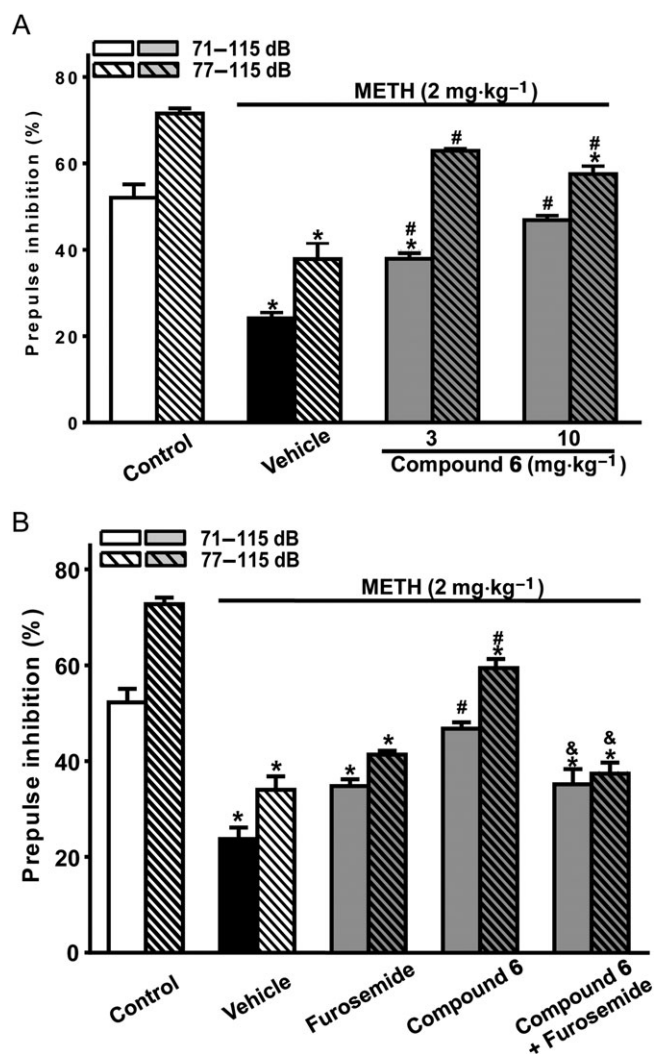 A
71–115 dB
77–115 dB
METH (2 mg·kg⁻¹)
Prepulse inhibition (%)
80
60
40
20
0
*
*
#
*
#
#
#
*
Control
Vehicle
3
10
Compound 6 (mg·kg⁻¹)
B
71–115 dB
77–115 dB
METH (2 mg·kg⁻¹)
Prepulse inhibition (%)
80
60
40
20
0
*
*
*
*
#
#
*
&
*
&
*
Control
Vehicle
Furosemide
Compound 6
Compound 6
+ Furosemide